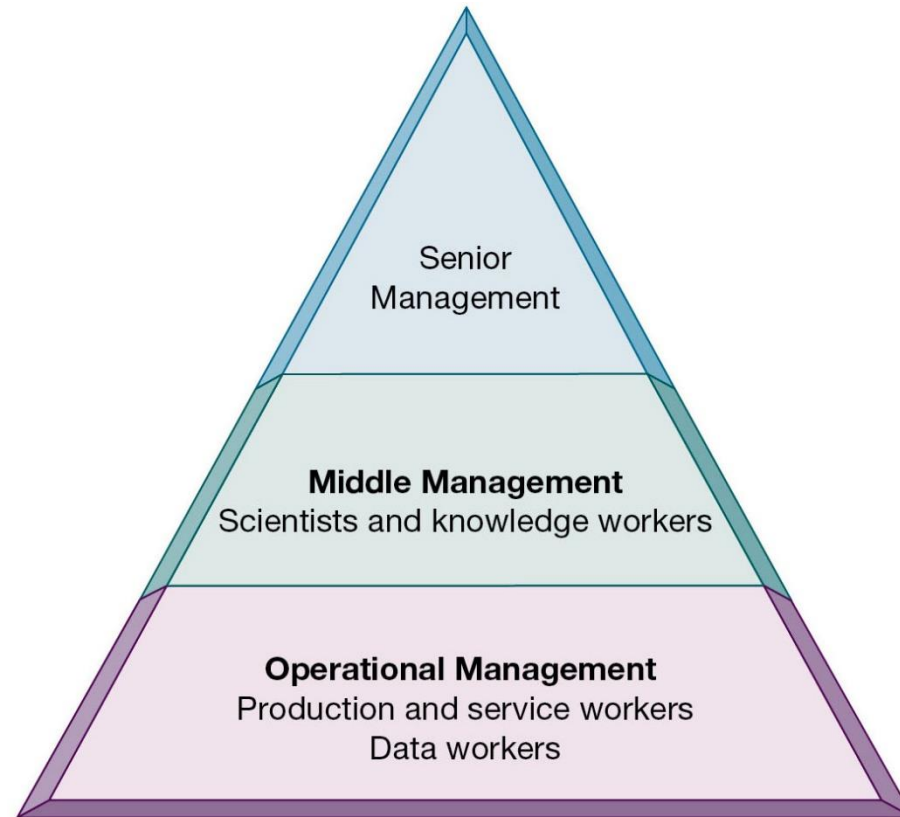 Senior
Management
Middle Management
Scientists and knowledge workers
Operational Management
Production and service workers
Data workers